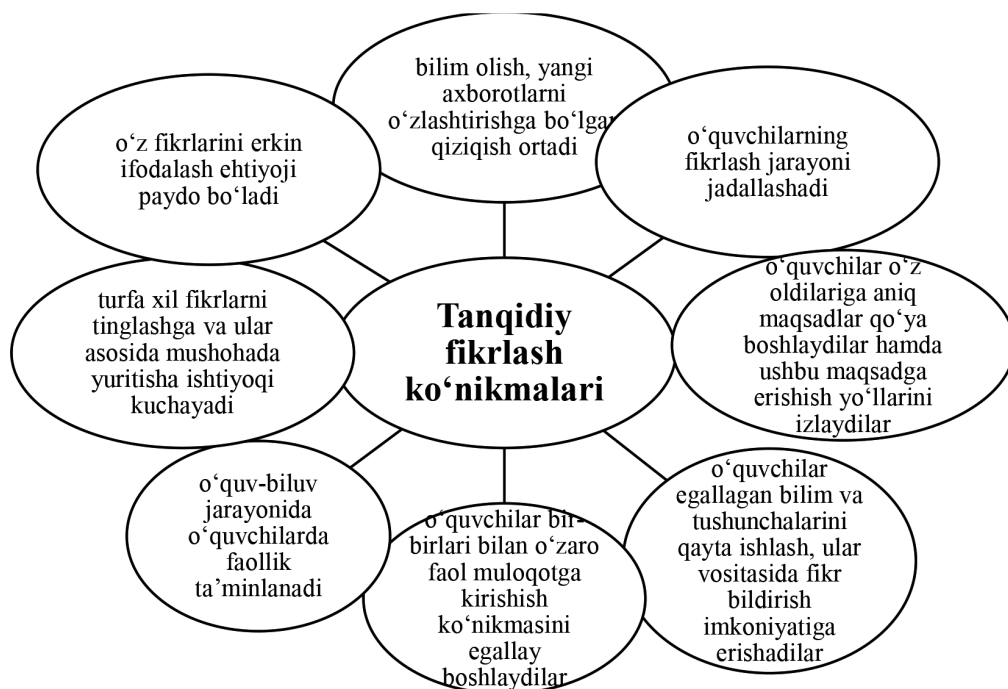 bilim olish, yangi
axborotlarni
o‘zlashtirishga bo‘lgan
qiziqish ortadi
o‘quvchilarning
fikrlash jarayoni
jadallashadi
o‘quvchilar o‘z
oldilariga aniq
maqsadlar qo‘ya
boshlaydilar hamda
ushbu maqsadga
erishish yo‘llarini
izlaydilar
o‘quvchilar
egallagan bilim va
tushunchalarini
qayta ishlash, ular
vositasida fikr
bildirish
imkoniyatiga
erishadilar
o‘quvchilar bir-
birlari bilan o‘zaro
faol muloqotga
kirishish
ko‘nikmasini
egallay
boshlaydilar
o‘quv-biluv
jarayonida
o‘quvchilarda
faollik
ta’minlanadi
turfa xil fikrlarni
tinglashga va ular
asosida mushohada
yuritisha ishtiyoqi
kuchayadi
o‘z fikrlarini erkin
ifodalash ehtiyoji
paydo bo‘ladi
Tanqidiy
fikrlash
ko‘nikmalari